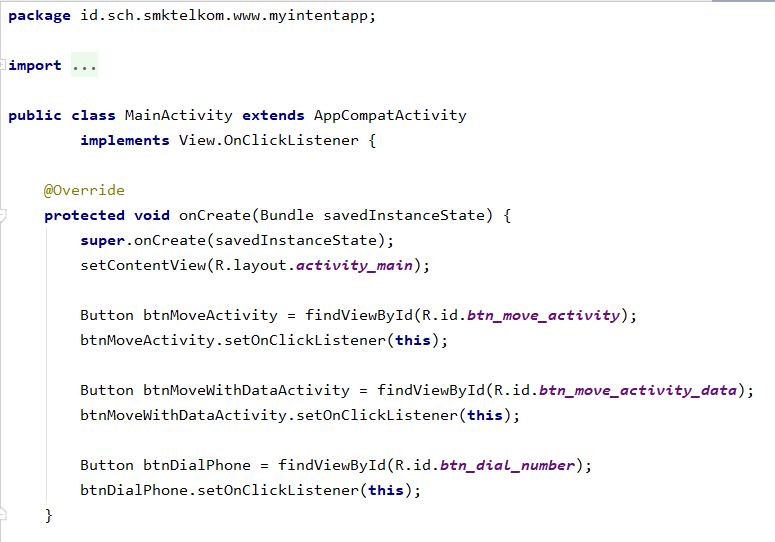 package id.sch.smktelkom.www.myintentapp;
import ...
public class MainActivity extends AppCompatActivity
implements View.OnClickListener {
@Override
protected void onCreate(Bundle savedInstanceState) {
super.onCreate(savedInstanceState);
setContentView(R.layout.activity_main);
Button btnMoveActivity = findViewById(R.id.btn_move_activity);
btnMoveActivity.setOnClickListener(this);
Button btnMoveWithDataActivity = findViewById(R.id.btn_move_activity_data);
btnMoveWithDataActivity.setOnClickListener(this);
Button btnDialPhone = findViewById(R.id.btn_dial_number);
btnDialPhone.setOnClickListener(this);
}